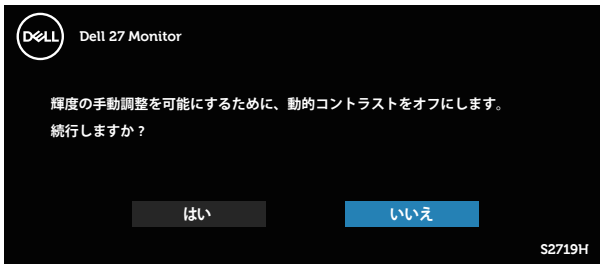 DELL
Dell 27 Monitor
輝度の手動調整を可能にするために、動的コントラストをオフにします。
続行しますか？
はい
いいえ
S2719H